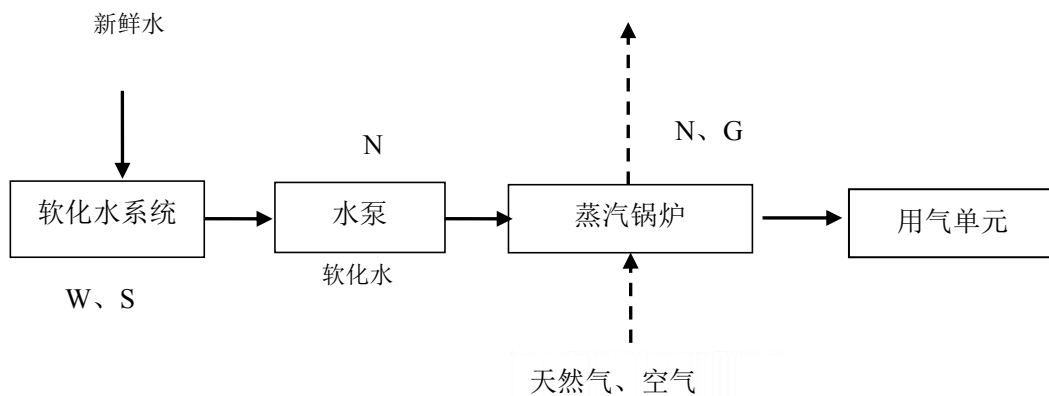 新鲜水
N
N、G
软化水系统
水泵
蒸汽锅炉
用气单元
软化水
W、S
天然气、空气